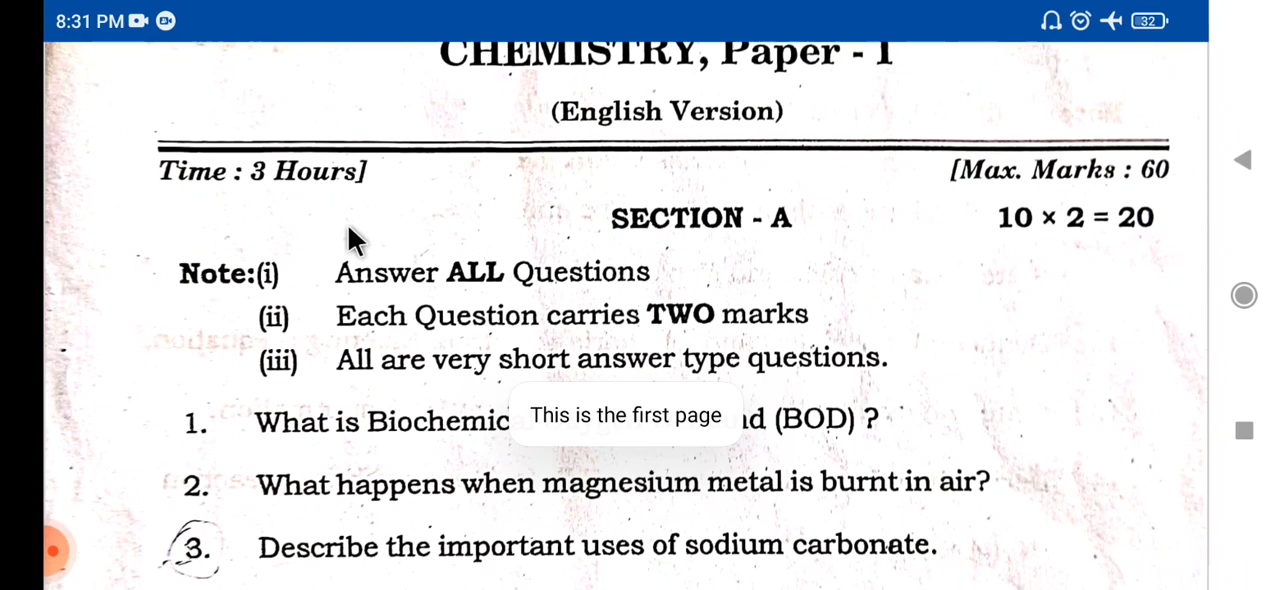 8:31 PM
32
CHEMISTRY, Paper - 1
(English Version)
Time : 3 Hours]
[Max. Marks : 60
SECTION - A
10 × 2 = 20
Note:(i) Answer ALL Questions
(ii) Each Question carries TWO marks
(iii) All are very short answer type questions.
This is the first page
1. What is Biochemic d (BOD) ?
2. What happens when magnesium metal is burnt in air?
3. Describe the important uses of sodium carbonate.